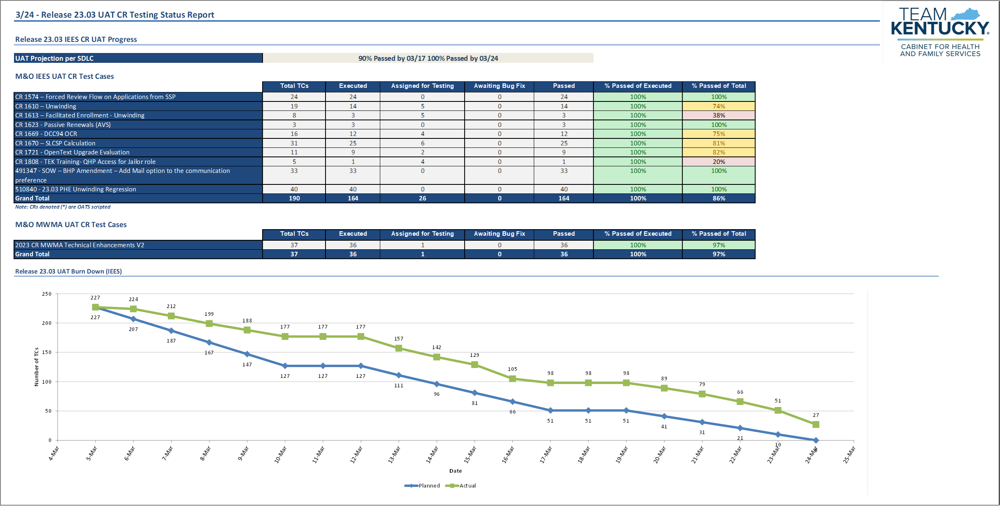 3/24 - Release 23.03 UAT CR Testing Status Report
TEAM
KENTUCKY®
CABINET FOR HEALTH
AND FAMILY SERVICES
Release 23.03 IEES CR UAT Progress
UAT Projection per SDLC 90% Passed by 03/17 100% Passed by 03/24
M&O IEES UAT CR Test Cases
Total TCs Executed Assigned for Testing Awaiting Bug Fix Passed % Passed of Executed % Passed of Total
CR 1574 – Forced Review Flow on Applications from SSP 24 24 0 0 24 100% 100%
CR 1610 – Unwinding 19 14 5 0 14 100% 74%
CR 1613 – Facilitated Enrollment - Unwinding 8 3 5 0 3 100% 38%
CR 1623 - Passive Renewals (AVS) 3 3 0 0 3 100% 100%
CR 1669 - DCC94 OCR 16 12 4 0 12 100% 75%
CR 1670 – SLCSP Calculation 31 25 6 0 25 100% 81%
CR 1721 - OpenText Upgrade Evaluation 11 9 2 0 9 100% 82%
CR 1808 - TEK Training- QHP Access for Jailor role 5 1 4 0 1 100% 20%
491347 - SOW – BHP Amendment – Add Mail option to the communication 33 33 0 0 33 100% 100%
preference
510840 - 23.03 PHE Unwinding Regression 40 40 0 0 40 100% 100%
Grand Total 190 164 26 0 164 100% 86%
Note: CRs denoted (*) are OATS scripted
M&O MWMA UAT CR Test Cases
Total TCs Executed Assigned for Testing Awaiting Bug Fix Passed % Passed of Executed % Passed of Total
2023 CR MWMA Technical Enhancements V2 37 36 1 0 36 100% 97%
Grand Total 37 36 1 0 36 100% 97%
Release 23.03 UAT Burn Down (IEES)
Number of TCs
250
200
150
100
50
0
227 224 212 199 188 177 177 177 157 142 129 105 98 98 98 89 79 66 51 27
227 207 187 167 147 127 127 127 111 96 81 66 51 51 51 41 31 21 10 0
4-Mar 5-Mar 6-Mar 7-Mar 8-Mar 9-Mar 10-Mar 11-Mar 12-Mar 13-Mar 14-Mar 15-Mar 16-Mar 17-Mar 18-Mar 19-Mar 20-Mar 21-Mar 22-Mar 23-Mar 24-Mar 25-Mar
Date
Planned Actual